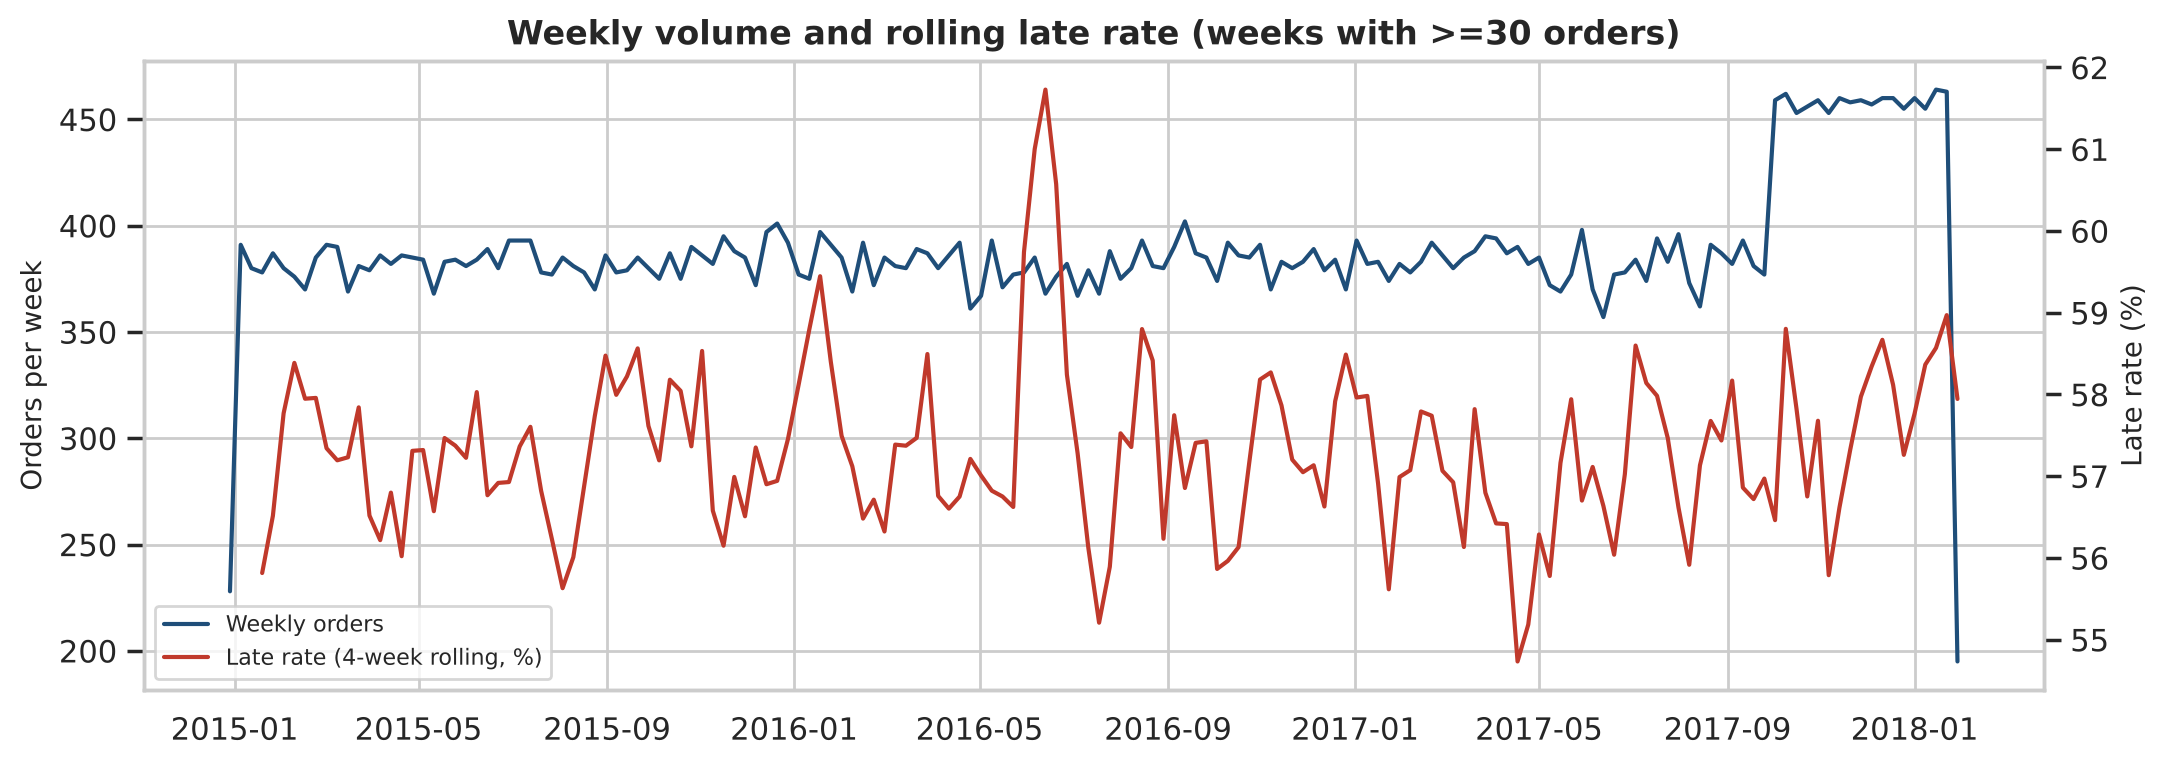 Weekly volume and rolling late rate (weeks with >=30 orders)
Orders per week
450
400
350
300
250
200
62
61
60
59
58
57
56
55
Late rate (%)
Weekly orders
Late rate (4-week rolling, %)
2015-01 2015-05 2015-09 2016-01 2016-05 2016-09 2017-01 2017-05 2017-09 2018-01